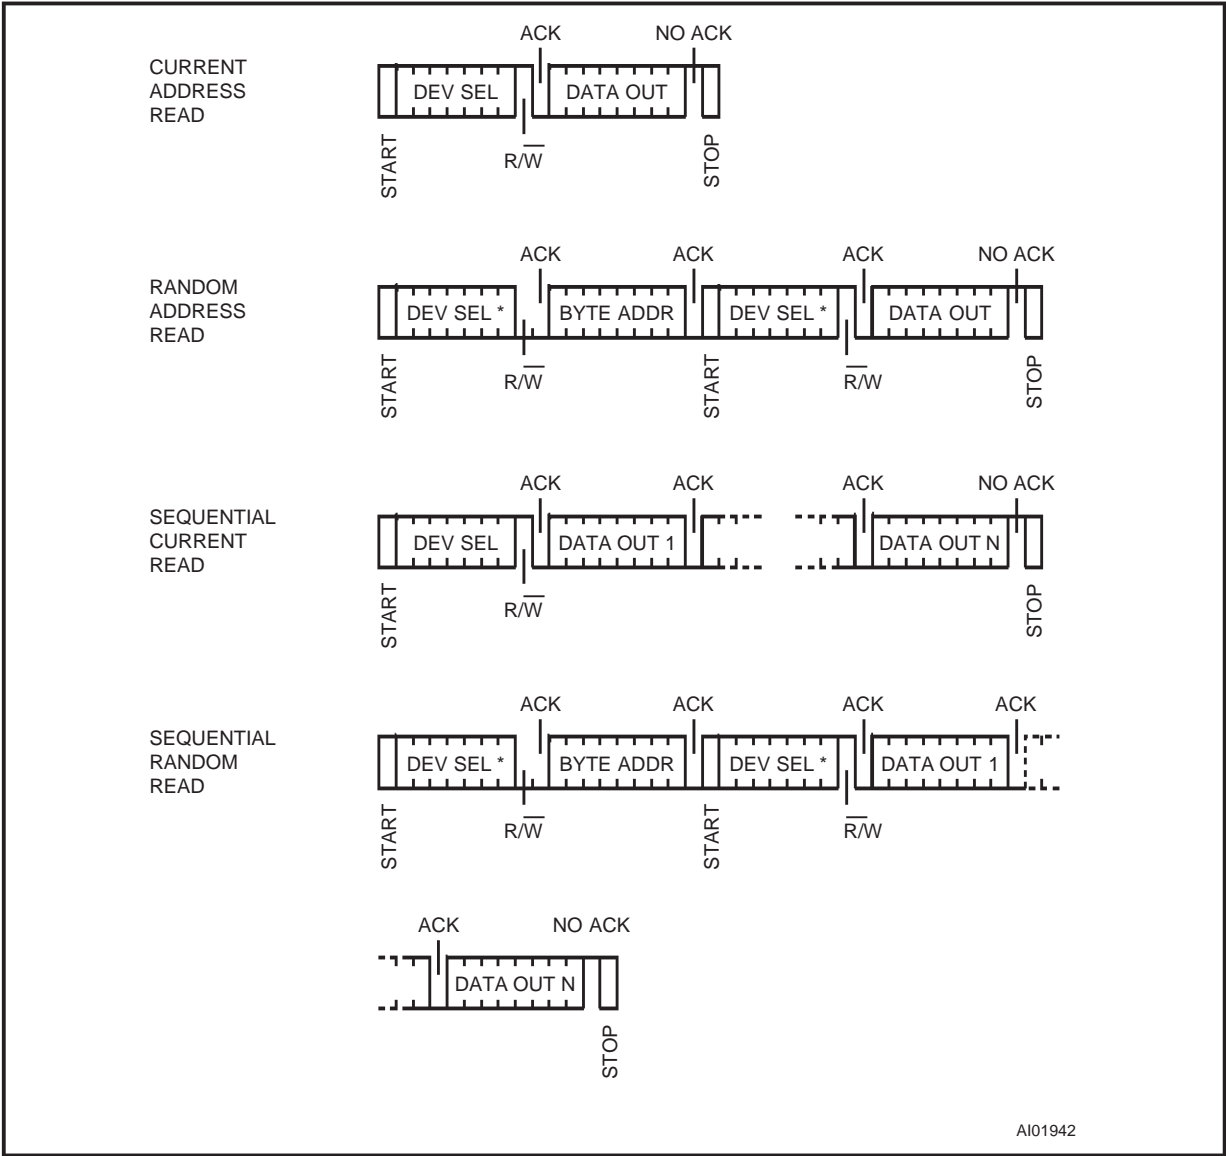 ACK NO ACK
CURRENT
ADDRESS
READ
DEV SEL DATA OUT
START R/W̅ STOP
ACK ACK ACK NO ACK
RANDOM
ADDRESS
READ
DEV SEL * BYTE ADDR DEV SEL * DATA OUT
START R/W̅ START R̅/W STOP
ACK ACK ACK NO ACK
SEQUENTIAL
CURRENT
READ
DEV SEL DATA OUT 1 DATA OUT N
START R/W̅ STOP
ACK ACK ACK ACK
SEQUENTIAL
RANDOM
READ
DEV SEL * BYTE ADDR DEV SEL * DATA OUT 1
START R/W̅ START R̅/W
ACK NO ACK
DATA OUT N
STOP
AI01942